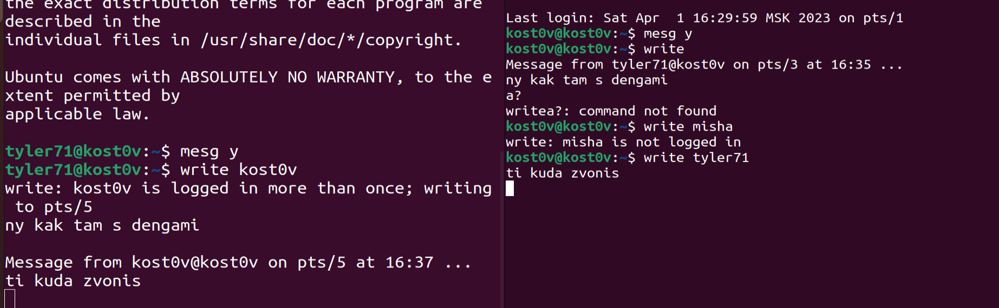 the exact distribution terms for each program are
described in the
individual files in /usr/share/doc/*/copyright.
Ubuntu comes with ABSOLUTELY NO WARRANTY, to the e
xtent permitted by
applicable law.
tyler71@kost0v:~$ mesg y
tyler71@kost0v:~$ write kost0v
write: kost0v is logged in more than once; writing
 to pts/5
ny kak tam s dengami
Message from kost0v@kost0v on pts/5 at 16:37 ...
ti kuda zvonis
Last login: Sat Apr  1 16:29:59 MSK 2023 on pts/1
kost0v@kost0v:~$ mesg y
kost0v@kost0v:~$ write
Message from tyler71@kost0v on pts/3 at 16:35 ...
ny kak tam s dengami
a?
writea?: command not found
kost0v@kost0v:~$ write misha
write: misha is not logged in
kost0v@kost0v:~$ write tyler71
ti kuda zvonis